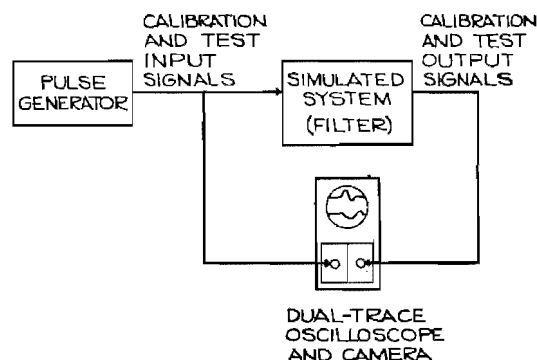 CALIBRATION
AND TEST
INPUT
SIGNALS
CALIBRATION
AND TEST
OUTPUT
SIGNALS
PULSE
GENERATOR
SIMULATED
SYSTEM
(FILTER)
DUAL-TRACE
OSCILLOSCOPE
AND CAMERA